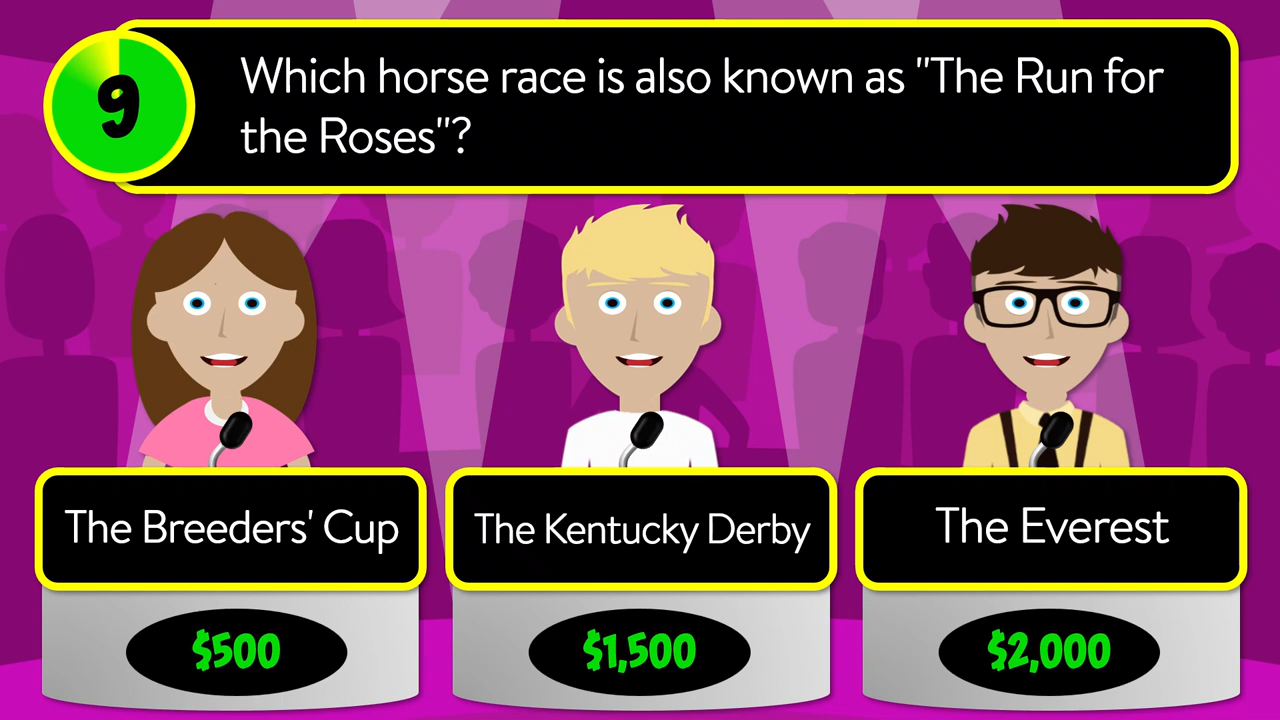 9
Which horse race is also known as "The Run for
the Roses"?
The Breeders' Cup
The Kentucky Derby
The Everest
$500
$1,500
$2,000